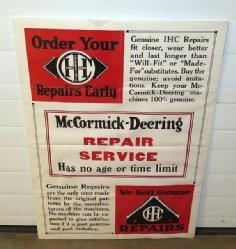 Order Your
IHC
Repairs Early
Genuine IHC Repairs
fit closer, wear better
and last longer than
"Will-Fit" or "Made-
For" substitutes. Buy the
genuine; avoid imita-
tions. Keep your Mc-
Cormick-Deering ma-
chines 100% genuine.
McCormick-Deering
REPAIR
SERVICE
Has no age or time limit
Genuine Repairs
are the only ones made
from the original pat-
terns by the manufac-
turers of the machines.
No machine can be ex-
pected to give satisfac-
tion if it is part genuine
and part imitation.
We Sell Genuine
IHC
REPAIRS